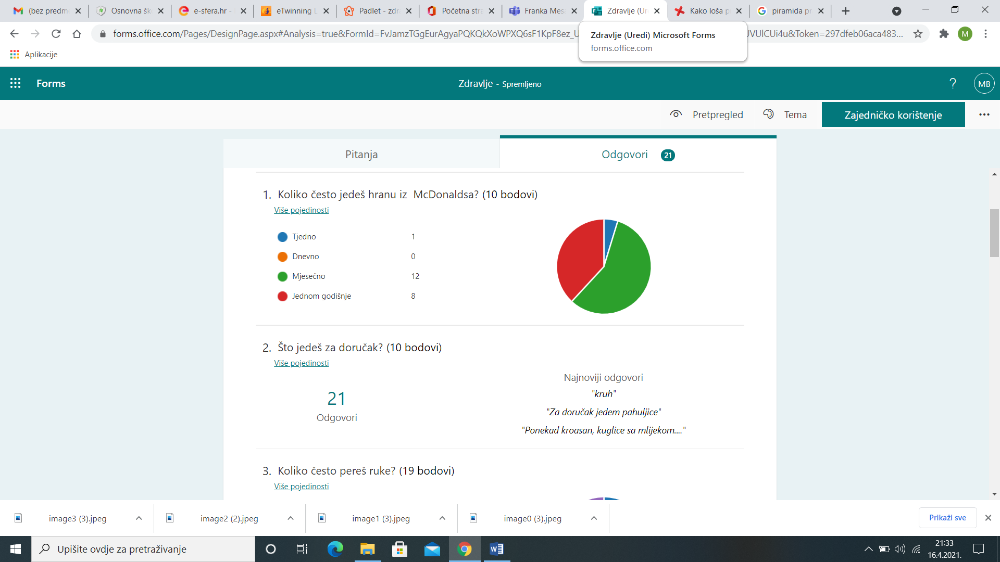 (bez predme
Osnovna šk
e-sfera.hr -
eTwinning L
Padlet - zdr
Početna stra
Franka Mesa
Zdravlje (Ur
Kako loša p
piramida pr
forms.office.com/Pages/DesignPage.aspx#Analysis=true&FormId=FvJamzTGgEurAgyaPQKQkXoWPXQ6sF1KpF8ez_U
JVUlCUi4u&Token=297dfeb06aca483...
M
Zdravlje (Uredi) Microsoft Forms
forms.office.com
Aplikacije
Forms
Zdravlje - Spremljeno
?
MB
Pretpregled
Tema
Zajedničko korištenje
Pitanja
Odgovori 21
1. Koliko često jedeš hranu iz McDonaldsa? (10 bodovi)
Više pojedinosti
Tjedno 1
Dnevno 0
Mjesečno 12
Jednom godišnje 8
2. Što jedeš za doručak? (10 bodovi)
Više pojedinosti
21
Odgovori
Najnoviji odgovori
"kruh"
"Za doručak jedem pahuljice"
"Ponekad kroasan, kuglice sa mlijekom...."
3. Koliko često pereš ruke? (19 bodovi)
Više pojedinosti
image3 (3).jpeg
image2 (2).jpeg
image1 (3).jpeg
image0 (3).jpeg
Prikaži sve
Upišite ovdje za pretraživanje
21:33
16.4.2021.